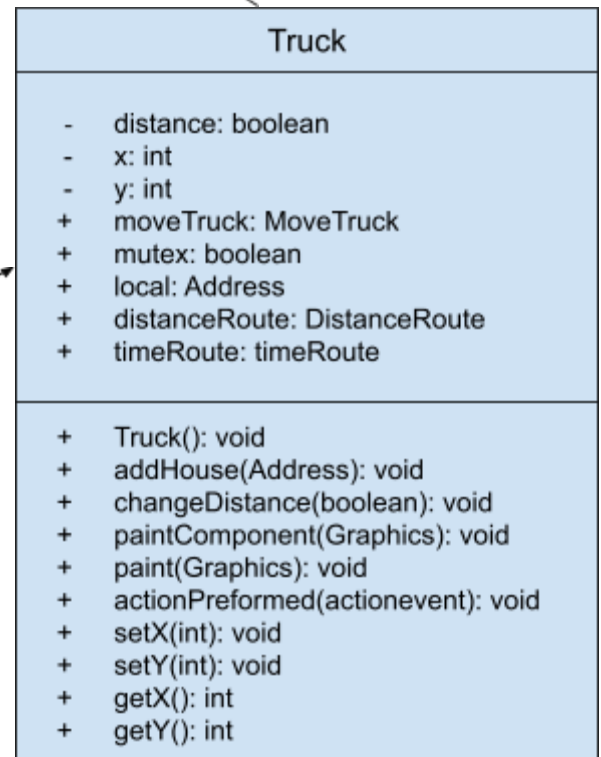 Truck
- distance: boolean
- x: int
- y: int
+ moveTruck: MoveTruck
+ mutex: boolean
+ local: Address
+ distanceRoute: DistanceRoute
+ timeRoute: timeRoute
+ Truck(): void
+ addHouse(Address): void
+ changeDistance(boolean): void
+ paintComponent(Graphics): void
+ paint(Graphics): void
+ actionPreformed(actionevent): void
+ setX(int): void
+ setY(int): void
+ getX(): int
+ getY(): int